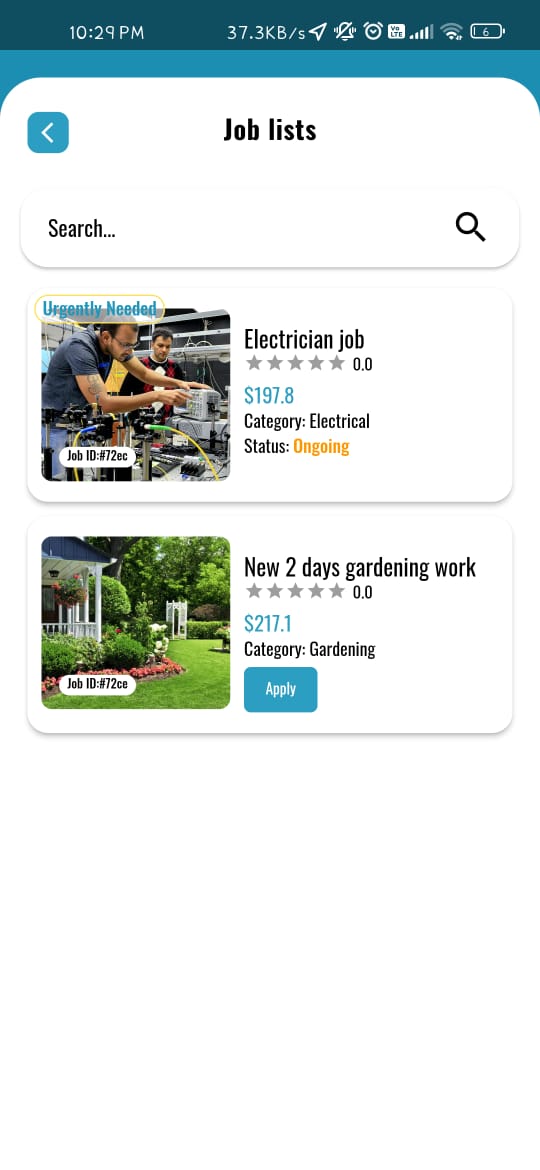 10:29 PM 37.3KB/s Vo LTE 6
Job lists
Search...
Urgently Needed
Electrician job
0.0
$197.8
Category: Electrical
Status: Ongoing
Job ID:#72ec
New 2 days gardening work
0.0
$217.1
Category: Gardening
Job ID:#72ce
Apply